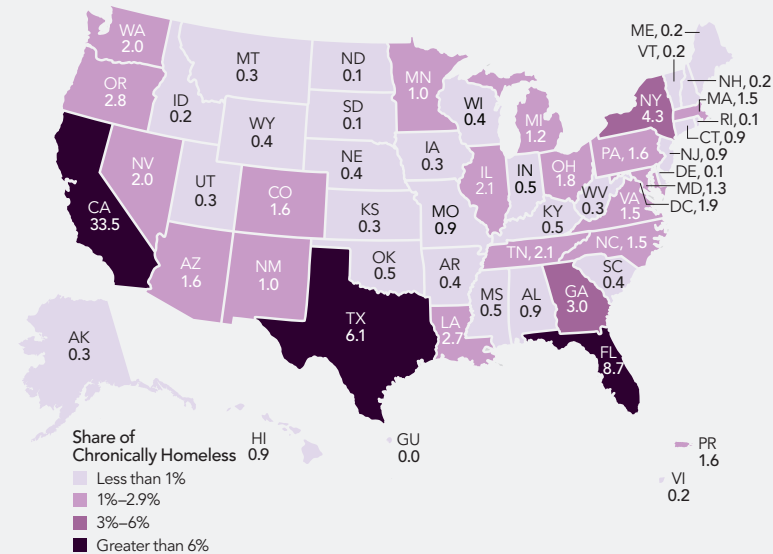 WA
2.0
OR
2.8
CA
33.5
NV
2.0
ID
0.2
MT
0.3
WY
0.4
UT
0.3
CO
1.6
AZ
1.6
NM
1.0
ND
0.1
SD
0.1
NE
0.4
KS
0.3
OK
0.5
TX
6.1
MN
1.0
IA
0.3
MO
0.9
AR
0.4
LA
2.7
WI
0.4
IL
2.1
MI
1.2
IN
0.5
OH
1.8
KY
0.5
TN, 2.1
MS
0.5
AL
0.9
GA
3.0
FL
8.7
SC
0.4
NC, 1.5
VA
1.5
WV
0.3
PA, 1.6
NY
4.3
ME, 0.2
VT, 0.2
NH, 0.2
MA, 1.5
RI, 0.1
CT, 0.9
NJ, 0.9
DE, 0.1
MD, 1.3
DC, 1.9
AK
0.3
HI
0.9
GU
0.0
PR
1.6
VI
0.2
Share of
Chronically Homeless
Less than 1%
1%–2.9%
3%–6%
Greater than 6%